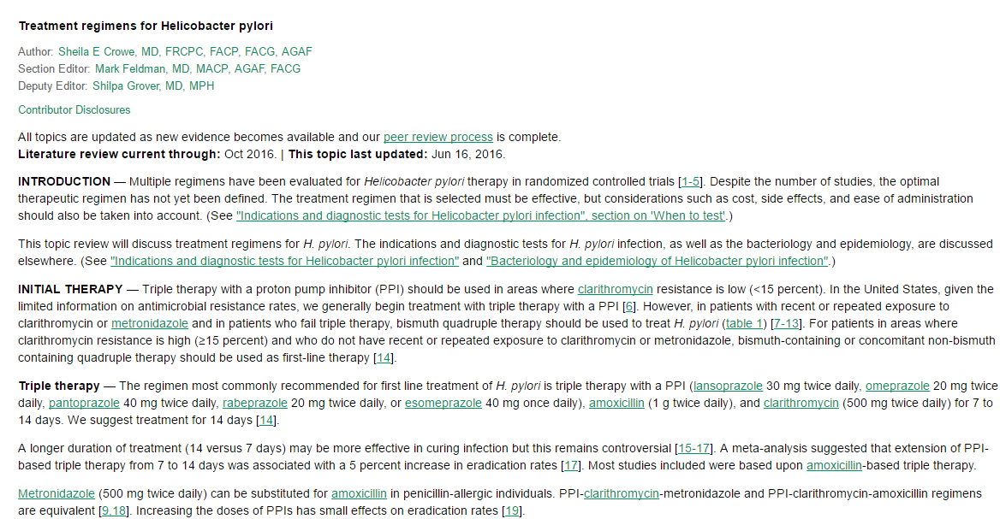 Treatment regimens for Helicobacter pylori
Author: Sheila E Crowe, MD, FRCPC, FACP, FACG, AGAF
Section Editor: Mark Feldman, MD, MACP, AGAF, FACG
Deputy Editor: Shilpa Grover, MD, MPH
Contributor Disclosures
All topics are updated as new evidence becomes available and our peer review process is complete.
Literature review current through: Oct 2016. | This topic last updated: Jun 16, 2016.
INTRODUCTION — Multiple regimens have been evaluated for Helicobacter pylori therapy in randomized controlled trials [1-5]. Despite the number of studies, the optimal
therapeutic regimen has not yet been defined. The treatment regimen that is selected must be effective, but considerations such as cost, side effects, and ease of administration
should also be taken into account. (See "Indications and diagnostic tests for Helicobacter pylori infection", section on 'When to test'.)
This topic review will discuss treatment regimens for H. pylori. The indications and diagnostic tests for H. pylori infection, as well as the bacteriology and epidemiology, are discussed
elsewhere. (See "Indications and diagnostic tests for Helicobacter pylori infection" and "Bacteriology and epidemiology of Helicobacter pylori infection".)
INITIAL THERAPY — Triple therapy with a proton pump inhibitor (PPI) should be used in areas where clarithromycin resistance is low (<15 percent). In the United States, given the
limited information on antimicrobial resistance rates, we generally begin treatment with triple therapy with a PPI [6]. However, in patients with recent or repeated exposure to
clarithromycin or metronidazole and in patients who fail triple therapy, bismuth quadruple therapy should be used to treat H. pylori (table 1) [7-13]. For patients in areas where
clarithromycin resistance is high (≥15 percent) and who do not have recent or repeated exposure to clarithromycin or metronidazole, bismuth-containing or concomitant non-bismuth
containing quadruple therapy should be used as first-line therapy [14].
Triple therapy — The regimen most commonly recommended for first line treatment of H. pylori is triple therapy with a PPI (lansoprazole 30 mg twice daily, omeprazole 20 mg twice
daily, pantoprazole 40 mg twice daily, rabeprazole 20 mg twice daily, or esomeprazole 40 mg once daily), amoxicillin (1 g twice daily), and clarithromycin (500 mg twice daily) for 7 to
14 days. We suggest treatment for 14 days [14].
A longer duration of treatment (14 versus 7 days) may be more effective in curing infection but this remains controversial [15-17]. A meta-analysis suggested that extension of PPI-
based triple therapy from 7 to 14 days was associated with a 5 percent increase in eradication rates [17]. Most studies included were based upon amoxicillin-based triple therapy.
Metronidazole (500 mg twice daily) can be substituted for amoxicillin in penicillin-allergic individuals. PPI-clarithromycin-metronidazole and PPI-clarithromycin-amoxicillin regimens
are equivalent [9,18]. Increasing the doses of PPIs has small effects on eradication rates [19].